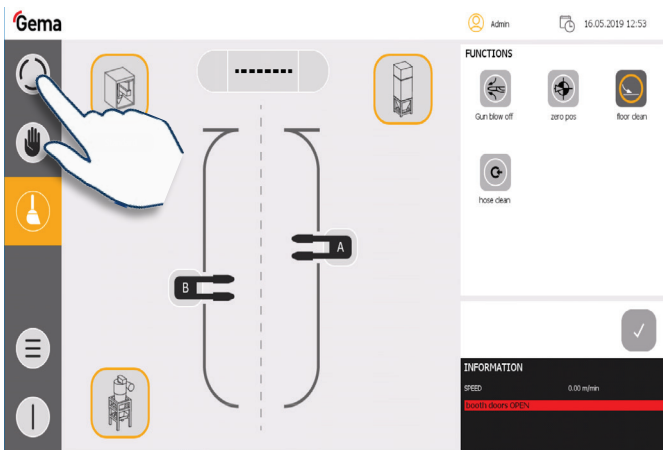 Gema
Admin
16.05.2019 12:53
FUNCTIONS
Gun blow off
zero pos
floor clean
hose clean
A
B
INFORMATION
SPEED
0.00 m/min
booth doors OPEN